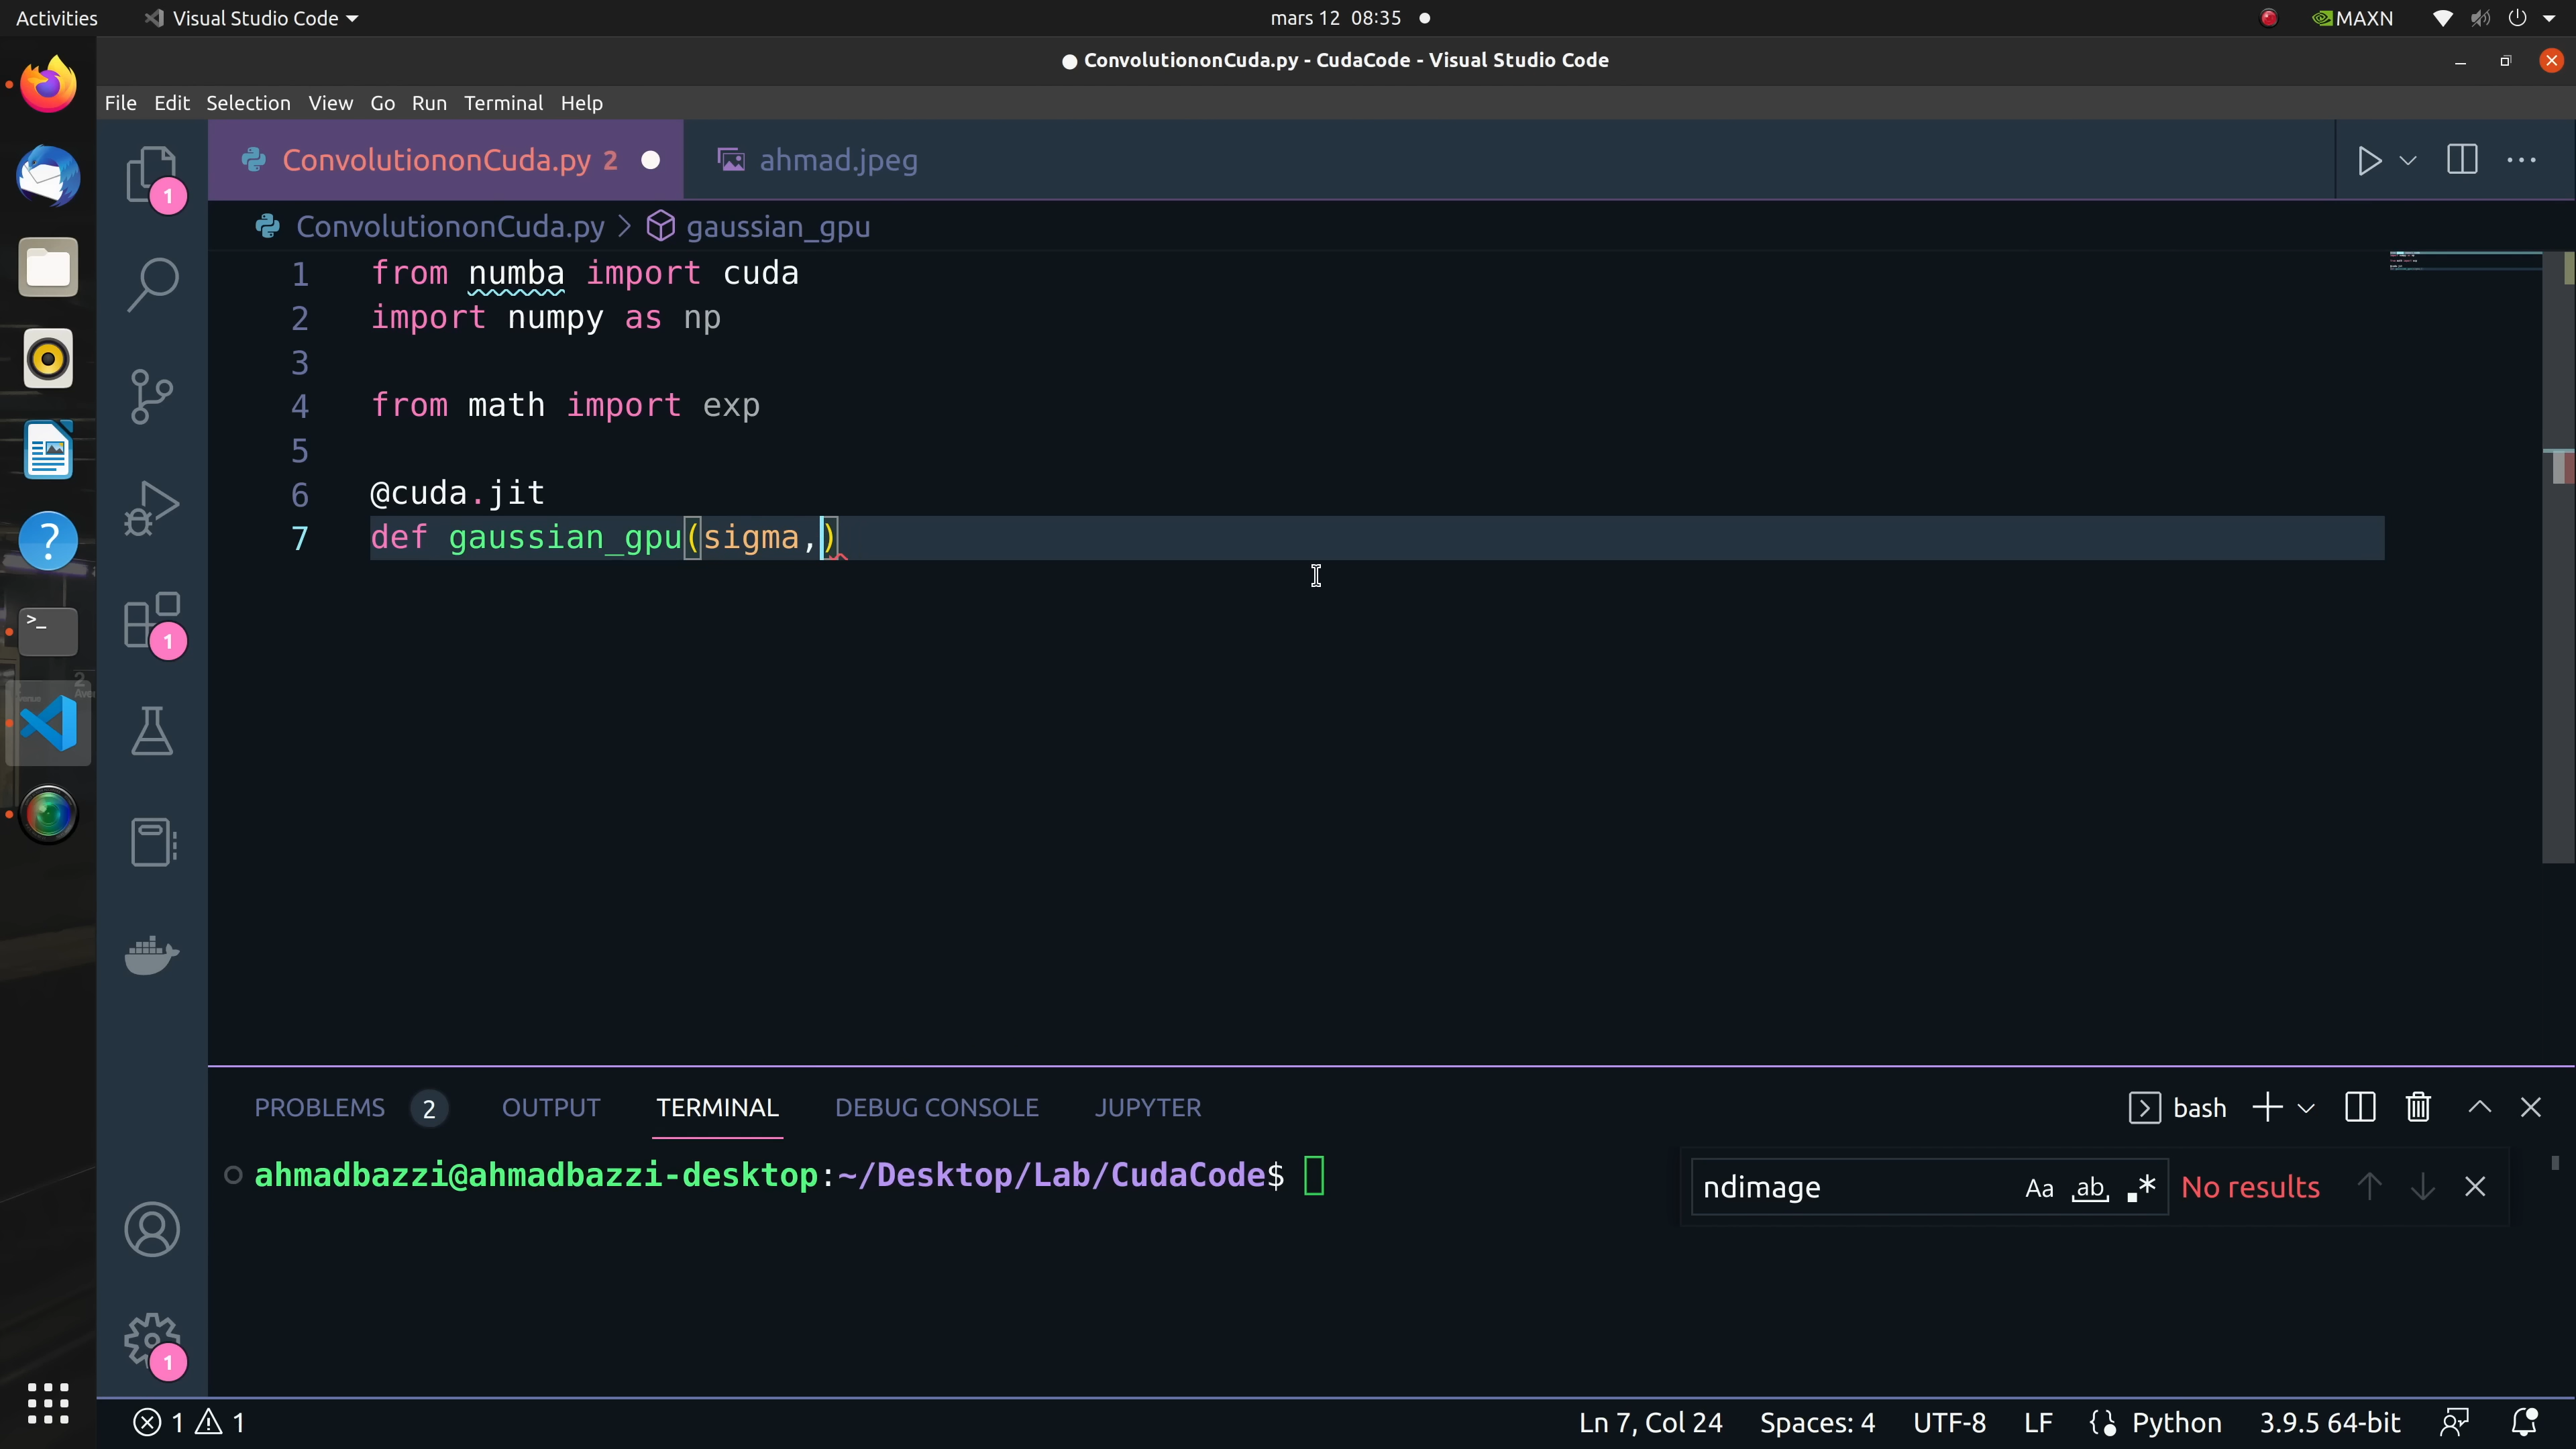 Activities
Visual Studio Code
mars 12 08:35
MAXN
ConvolutiononCuda.py - CudaCode - Visual Studio Code
File Edit Selection View Go Run Terminal Help
ConvolutiononCuda.py 2
ahmad.jpeg
ConvolutiononCuda.py > gaussian_gpu
1 from numba import cuda
2 import numpy as np
3
4 from math import exp
5
6 @cuda.jit
7 def gaussian_gpu(sigma,)
1
1
1
PROBLEMS 2 OUTPUT TERMINAL DEBUG CONSOLE JUPYTER
bash
ahmadbazzi@ahmadbazzi-desktop:~/Desktop/Lab/CudaCode$
ndimage Aa ab .* No results
1 1
Ln 7, Col 24 Spaces: 4 UTF-8 LF Python 3.9.5 64-bit